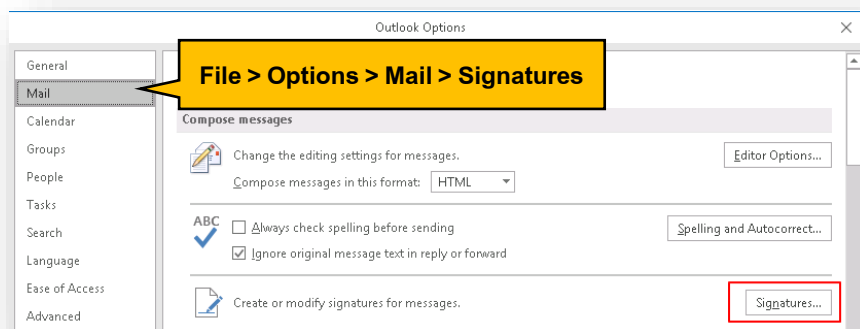 Outlook Options
General
Mail
Calendar
Groups
People
Tasks
Search
Language
Ease of Access
Advanced
File > Options > Mail > Signatures
Compose messages
Change the editing settings for messages.
Editor Options...
Compose messages in this format: HTML
ABC
Always check spelling before sending
Spelling and Autocorrect...
Ignore original message text in reply or forward
Create or modify signatures for messages.
Signatures...